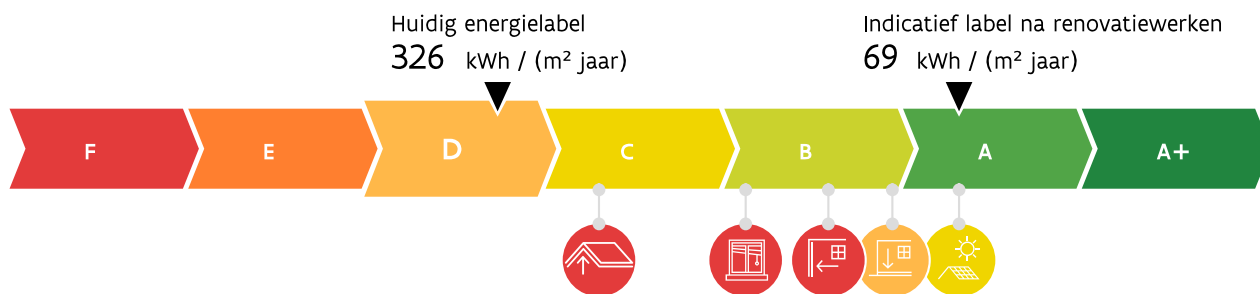 Huidig energielabel
326 kWh / (m² jaar)
Indicatief label na renovatiewerken
69 kWh / (m² jaar)
F E D C B A A+